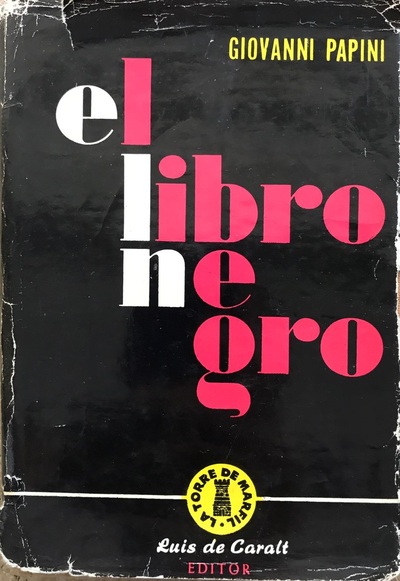 GIOVANNI PAPINI
el
libro
ne
gro
LA TORRE DE MARFIL
Luis de Caralt
EDITOR